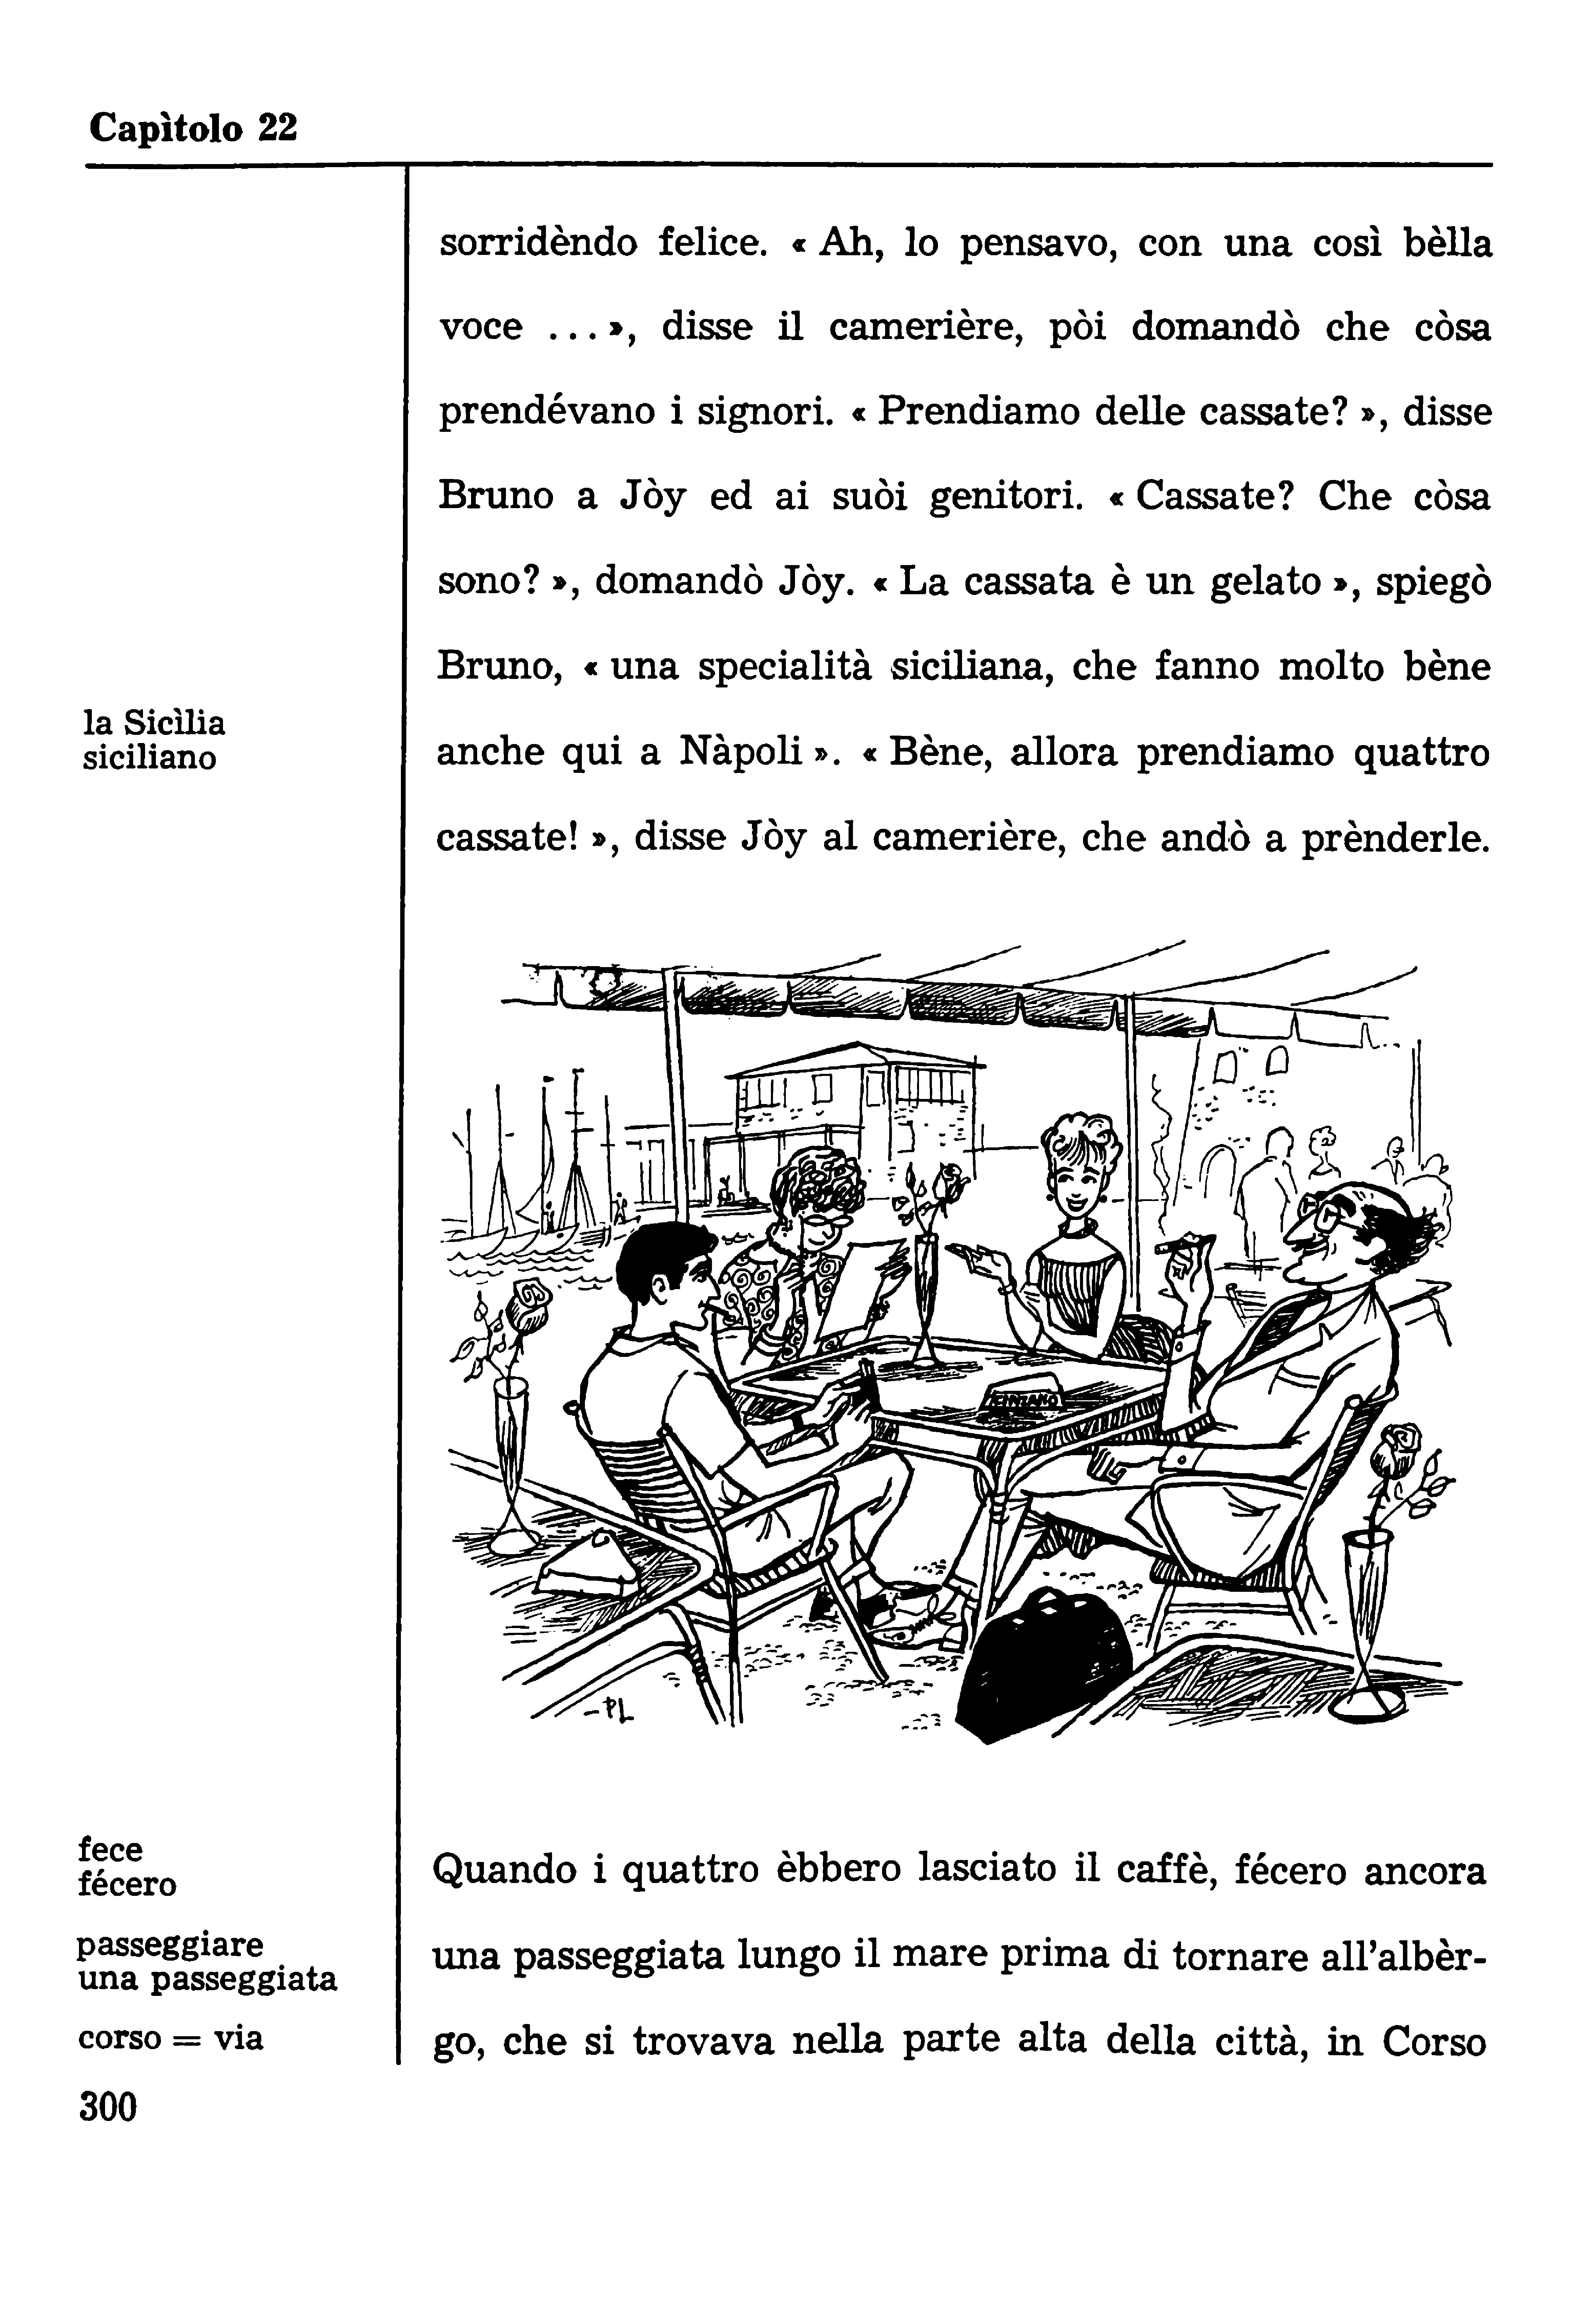 Capìtolo 22
sorridèndo felice. « Ah, lo pensavo, con una così bèlla
voce ... », disse il camerière, pòi domandò che còsa
prendévano i signori. « Prendiamo delle cassate? », disse
Bruno a Jòy ed ai suòi genitori. « Cassate? Che còsa
sono? », domandò Jòy. « La cassata è un gelato », spiegò
Bruno, « una specialità siciliana, che fanno molto bène
la Sicìlia
siciliano
anche qui a Nàpoli ». « Bène, allora prendiamo quattro
cassate! », disse Jòy al camerière, che andò a prènderle.
CINZANO
-PL
fece
fécero
Quando i quattro èbbero lasciato il caffè, fécero ancora
passeggiare
una passeggiata
una passeggiata lungo il mare prima di tornare all'albèr-
corso = via
go, che si trovava nella parte alta della città, in Corso
300